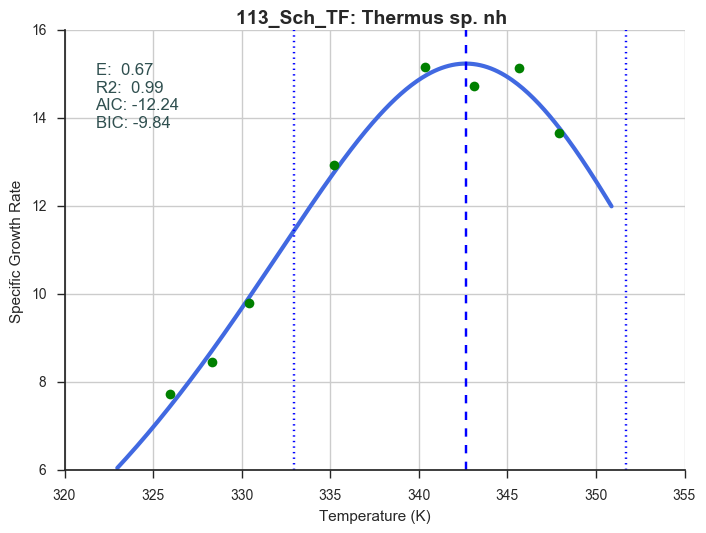 113_Sch_TF: Thermus sp. nh
E:  0.67
R2:  0.99
AIC: -12.24
BIC: -9.84
Specific Growth Rate
16
14
12
10
8
6
320 325 330 335 340 345 350 355
Temperature (K)